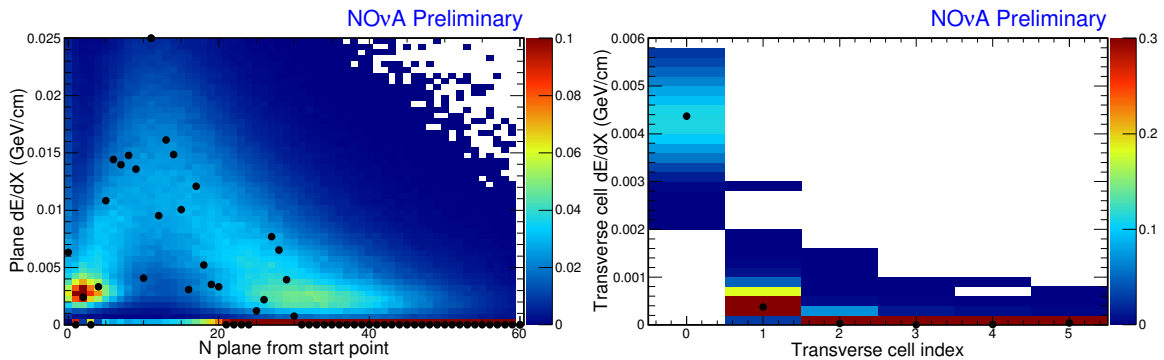 NOνA Preliminary
Plane dE/dX (GeV/cm)
0.025
0.02
0.015
0.01
0.005
0
0 20 40 60
N plane from start point
0.1
0.08
0.06
0.04
0.02
0
NOνA Preliminary
Transverse cell dE/dX (GeV/cm)
0.006
0.005
0.004
0.003
0.002
0.001
0
0 1 2 3 4 5
Transverse cell index
0.3
0.2
0.1
0